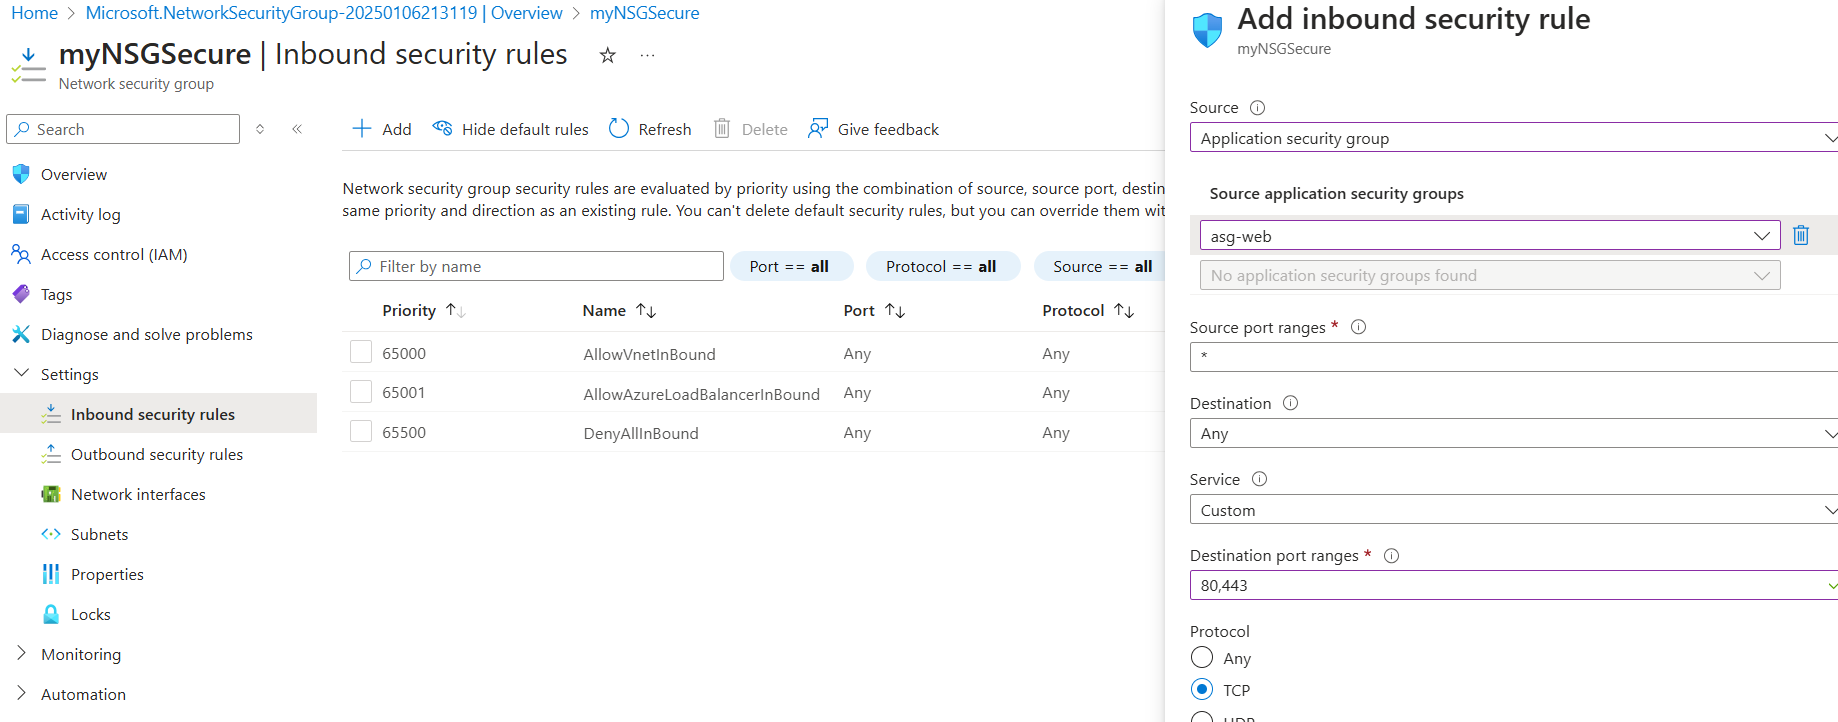 Home > Microsoft.NetworkSecurityGroup-20250106213119 | Overview > myNSGSecure
myNSGSecure | Inbound security rules
Network security group
Search
Overview
Activity log
Access control (IAM)
Tags
Diagnose and solve problems
Settings
Inbound security rules
Outbound security rules
Network interfaces
Subnets
Properties
Locks
Monitoring
Automation
Add
Hide default rules
Refresh
Delete
Give feedback
Network security group security rules are evaluated by priority using the combination of source, source port, destin
same priority and direction as an existing rule. You can't delete default security rules, but you can override them wit
Filter by name
Port == all
Protocol == all
Source == all
Priority Name Port Protocol
65000 AllowVnetInBound Any Any
65001 AllowAzureLoadBalancerInBound Any Any
65500 DenyAllInBound Any Any
Add inbound security rule
myNSGSecure
Source
Application security group
Source application security groups
asg-web
No application security groups found
Source port ranges *
*
Destination
Any
Service
Custom
Destination port ranges *
80,443
Protocol
Any
TCP
UDP